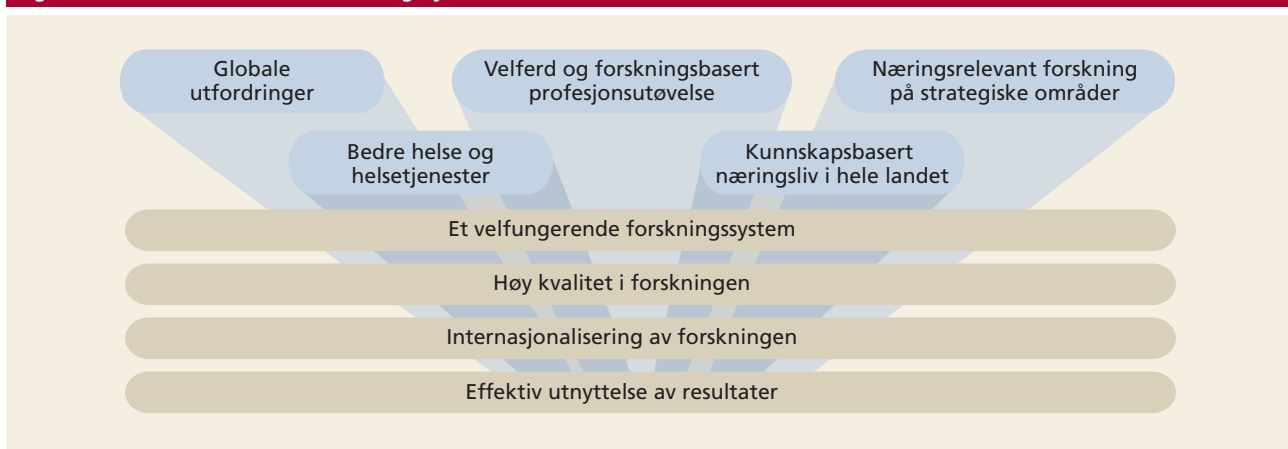 Globale
utfordringer
Velferd og forskningsbasert
profesjonsutøvelse
Næringsrelevant forskning
på strategiske områder
Bedre helse og
helsetjenester
Kunnskapsbasert
næringsliv i hele landet
Et velfungerende forskningssystem
Høy kvalitet i forskningen
Internasjonalisering av forskningen
Effektiv utnyttelse av resultater